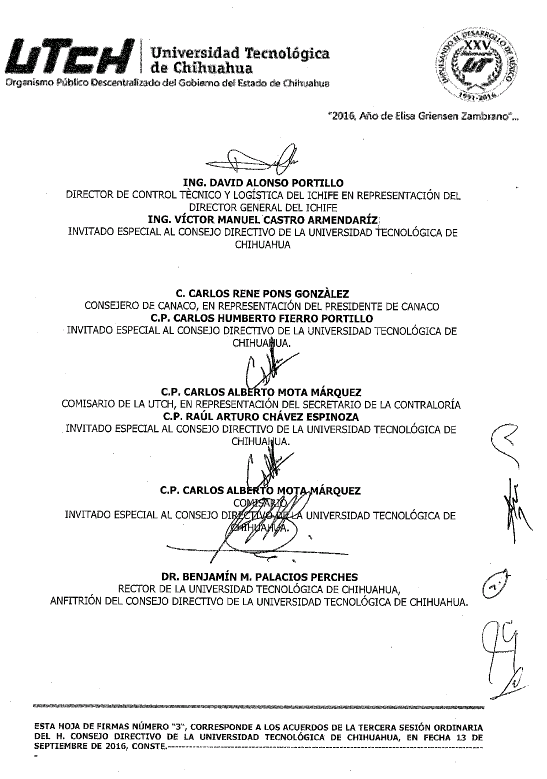 UTCH
Universidad Tecnológica
de Chihuahua
Organismo Público Descentralizado del Gobierno del Estado de Chihuahua
IMPULSANDO EL DESARROLLO DE MÉXICO
XXV
UT
1991-2016
"2016, Año de Elisa Griensen Zambrano"...
ING. DAVID ALONSO PORTILLO
DIRECTOR DE CONTROL TÈCNICO Y LOGÍSTICA DEL ICHIFE EN REPRESENTACIÓN DEL
DIRECTOR GENERAL DEL ICHIFE
ING. VÍCTOR MANUEL CASTRO ARMENDARÍZ
INVITADO ESPECIAL AL CONSEJO DIRECTIVO DE LA UNIVERSIDAD TECNOLÓGICA DE
CHIHUAHUA
C. CARLOS RENE PONS GONZÀLEZ
CONSEJERO DE CANACO, EN REPRESENTACIÓN DEL PRESIDENTE DE CANACO
C.P. CARLOS HUMBERTO FIERRO PORTILLO
INVITADO ESPECIAL AL CONSEJO DIRECTIVO DE LA UNIVERSIDAD TECNOLÓGICA DE
CHIHUAHUA.
C.P. CARLOS ALBERTO MOTA MÁRQUEZ
COMISARIO DE LA UTCH, EN REPRESENTACIÓN DEL SECRETARIO DE LA CONTRALORÍA
C.P. RAÚL ARTURO CHÁVEZ ESPINOZA
INVITADO ESPECIAL AL CONSEJO DIRECTIVO DE LA UNIVERSIDAD TECNOLÓGICA DE
CHIHUAHUA.
C.P. CARLOS ALBERTO MOTA MÁRQUEZ
COMISARIO
INVITADO ESPECIAL AL CONSEJO DIRECTIVO DE LA UNIVERSIDAD TECNOLÓGICA DE
CHIHUAHUA.
DR. BENJAMÍN M. PALACIOS PERCHES
RECTOR DE LA UNIVERSIDAD TECNOLÓGICA DE CHIHUAHUA,
ANFITRIÓN DEL CONSEJO DIRECTIVO DE LA UNIVERSIDAD TECNOLÓGICA DE CHIHUAHUA.
ESTA HOJA DE FIRMAS NÚMERO "3", CORRESPONDE A LOS ACUERDOS DE LA TERCERA SESIÓN ORDINARIA
DEL H. CONSEJO DIRECTIVO DE LA UNIVERSIDAD TECNOLÓGICA DE CHIHUAHUA, EN FECHA 13 DE
SEPTIEMBRE DE 2016, CONSTE.-----------------------------------------------------------------
-